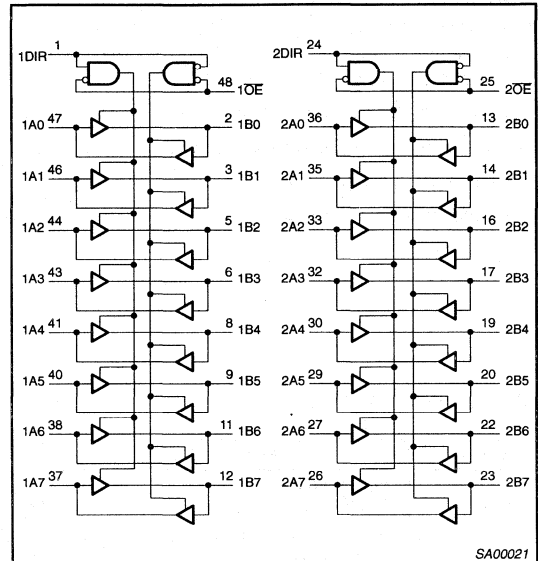 1DIR 1 2DIR 24
48 1OE 25 2OE
1A0 47 2 1B0 2A0 36 13 2B0
1A1 46 3 1B1 2A1 35 14 2B1
1A2 44 5 1B2 2A2 33 16 2B2
1A3 43 6 1B3 2A3 32 17 2B3
1A4 41 8 1B4 2A4 30 19 2B4
1A5 40 9 1B5 2A5 29 20 2B5
1A6 38 11 1B6 2A6 27 22 2B6
1A7 37 12 1B7 2A7 26 23 2B7
SA00021